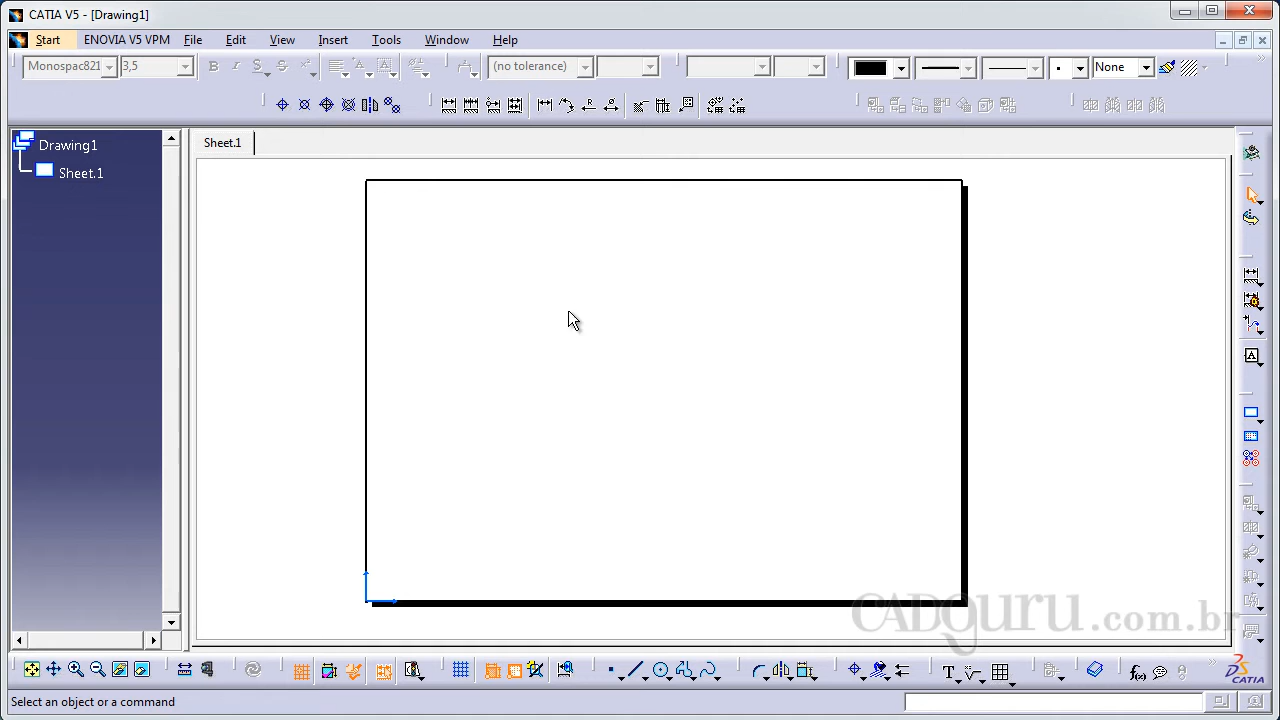 CATIA V5 - [Drawing1]
Start ENOVIA V5 VPM File Edit View Insert Tools Window Help
Monospac821 3,5 B I S S (no tolerance) None
Drawing1
Sheet.1
Sheet.1
CADGuru.com.br
CATIA
Select an object or a command